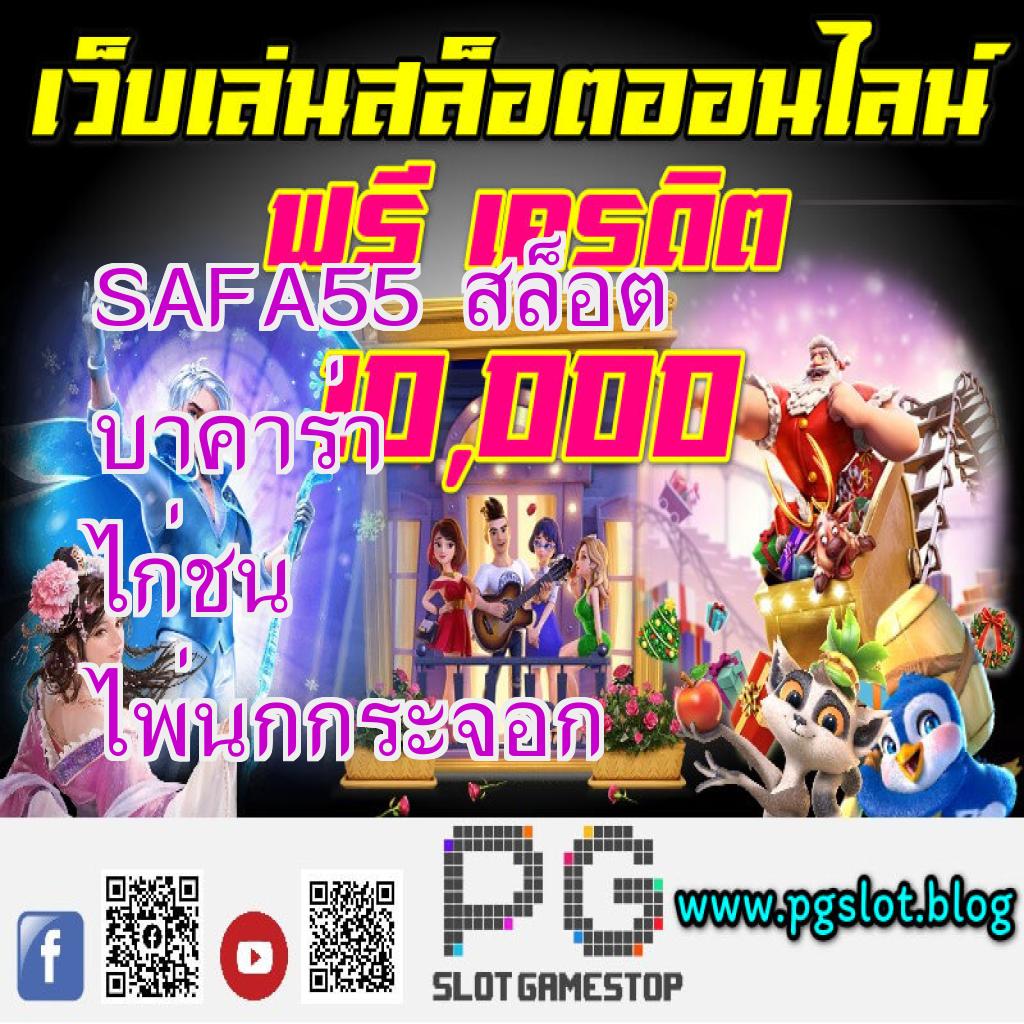 เว็บเล่นสล็อตออนไลน์
ฟรี เครดิต
10,000
SAFA55 สล็อต
บาคาร่า
ไก่ชน
ไพ่นกกระจอก
PG
SLOT GAMESTOP
www.pgslot.blog